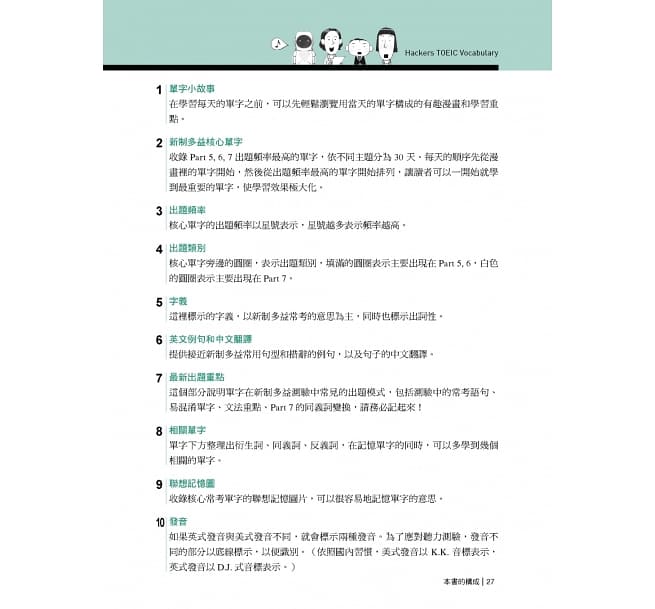 Hackers TOEIC Vocabulary
1 單字小故事
在學習每天的單字之前，可以先輕鬆瀏覽用當天的單字構成的有趣漫畫和學習重
點。
2 新制多益核心單字
收錄 Part 5, 6, 7 出題頻率最高的單字，依不同主題分為 30 天，每天的順序先從漫
畫裡的單字開始，然後從出題頻率最高的單字開始排列，讓讀者可以一開始就學
到最重要的單字，使學習效果極大化。
3 出題頻率
核心單字的出題頻率以星號表示，星號越多表示頻率越高。
4 出題類別
核心單字旁邊的圓圈，表示出題類別，填滿的圓圈表示主要出現在 Part 5, 6，白色
的圓圈表示主要出現在 Part 7。
5 字義
這裡標示的字義，以新制多益常考的意思為主，同時也標示出詞性。
6 英文例句和中文翻譯
提供接近新制多益常用句型和措辭的例句，以及句子的中文翻譯。
7 最新出題重點
這個部分說明單字在新制多益測驗中常見的出題模式，包括測驗中的常考語句、
易混淆單字、文法重點、Part 7 的同義詞變換，請務必記起來！
8 相關單字
單字下方整理出衍生詞、同義詞、反義詞，在記憶單字的同時，可以多學到幾個
相關的單字。
9 聯想記憶圖
收錄核心常考單字的聯想記憶圖片，可以很容易地記憶單字的意思。
10 發音
如果英式發音與美式發音不同，就會標示兩種發音。為了應對聽力測驗，發音不
同的部分以底線標示，以便識別。（依照國內習慣，美式發音以 K.K. 音標表示，
英式發音以 D.J. 式音標表示。）
本書的構成 | 27